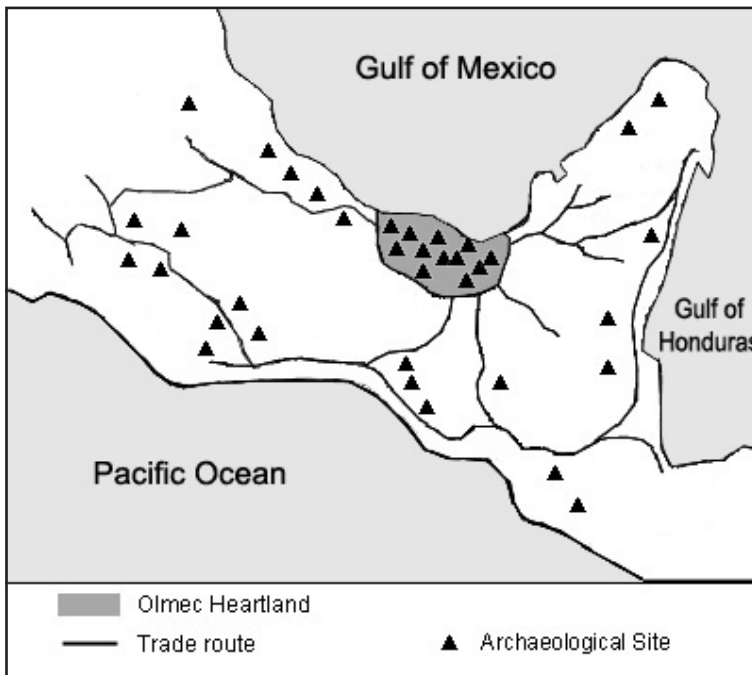 Gulf of Mexico
Gulf of
Honduras
Pacific Ocean
Olmec Heartland
Trade route
Archaeological Site